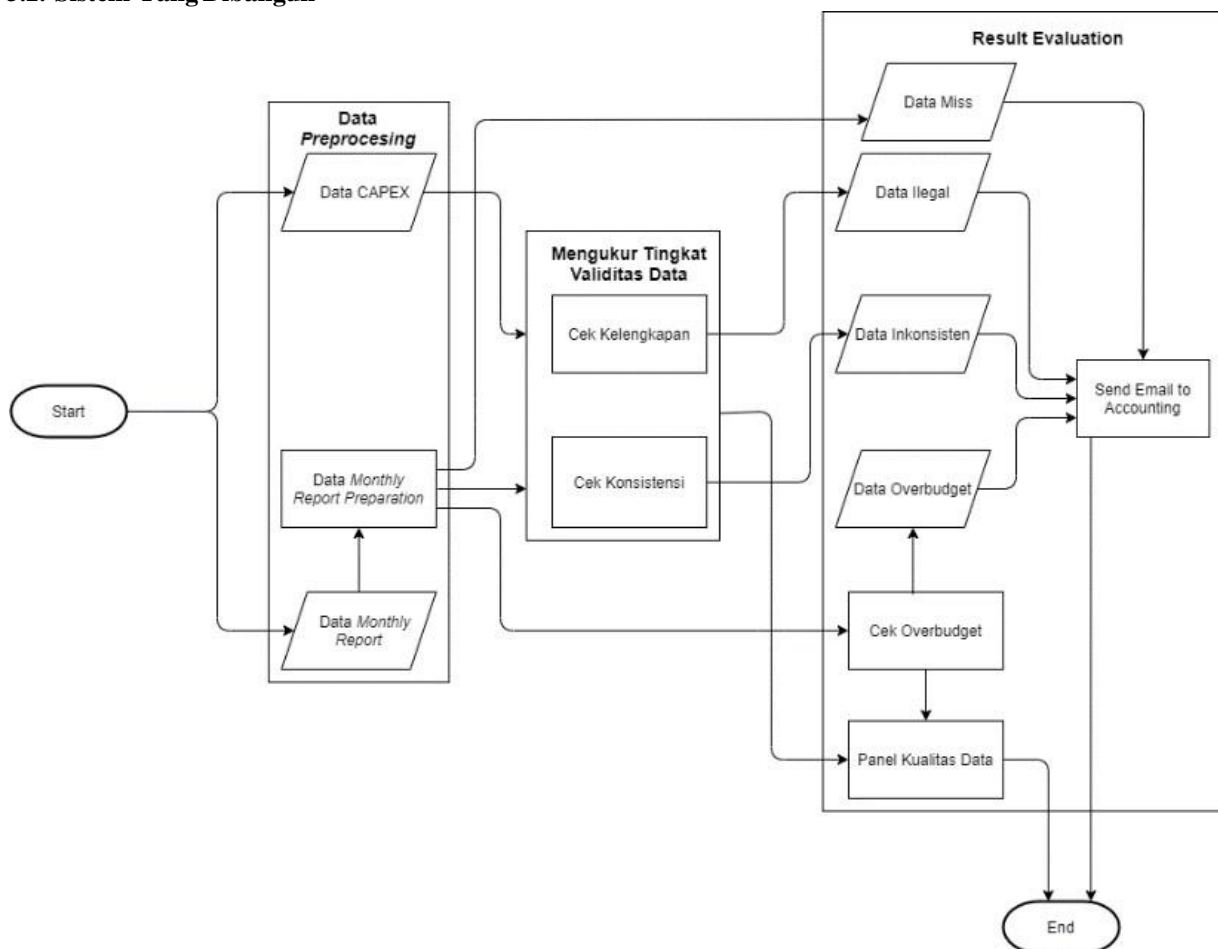 Result Evaluation
Data
Preprocesing
Data CAPEX
Data Monthly
Report Preparation
Data Monthly
Report
Start
Mengukur Tingkat
Validitas Data
Cek Kelengkapan
Cek Konsistensi
Data Miss
Data Ilegal
Data Inkonsisten
Data Overbudget
Cek Overbudget
Panel Kualitas Data
Send Email to
Accounting
End